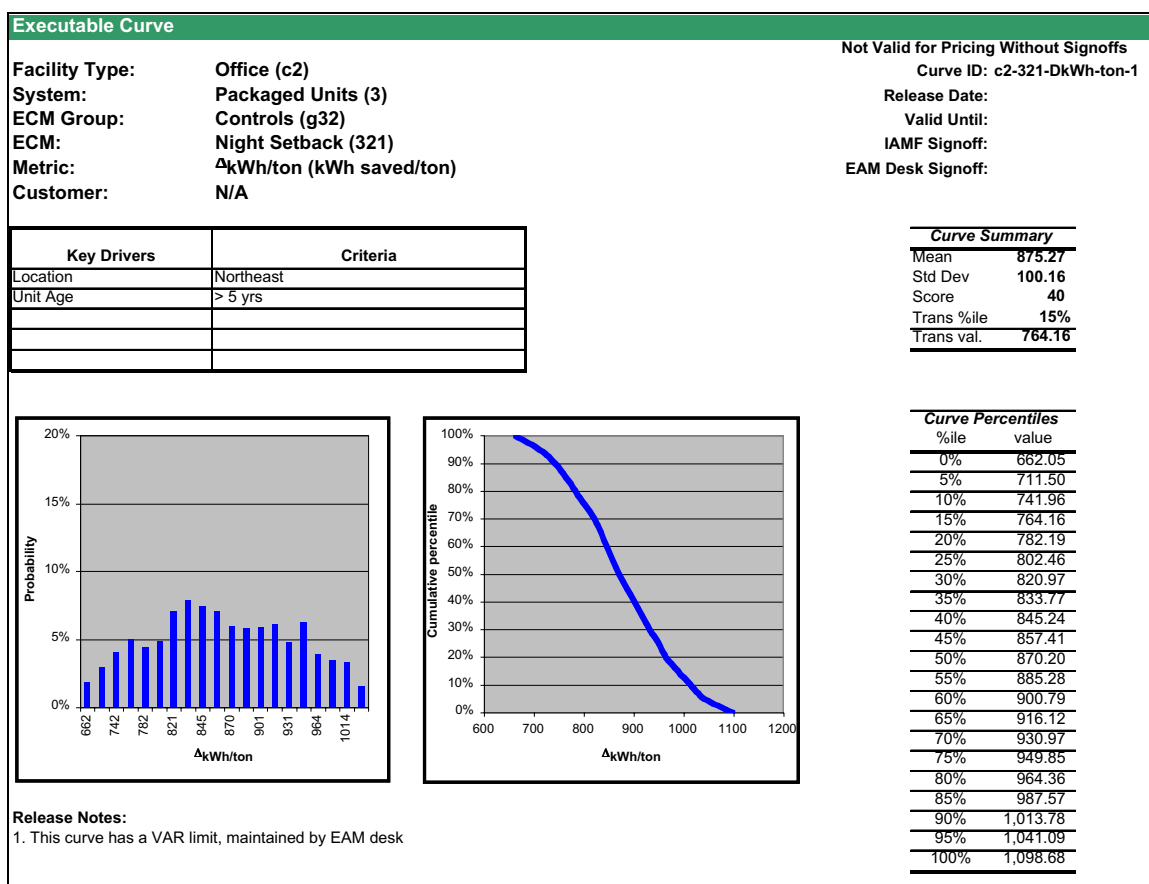 Executable Curve
Not Valid for Pricing Without Signoffs
Facility Type: Office (c2)
Curve ID: c2-321-DkWh-ton-1
System: Packaged Units (3)
Release Date:
ECM Group: Controls (g32)
Valid Until:
ECM: Night Setback (321)
IAMF Signoff:
Metric: ΔkWh/ton (kWh saved/ton)
EAM Desk Signoff:
Customer: N/A
Key Drivers Criteria
Location Northeast
Unit Age > 5 yrs
Curve Summary
Mean 875.27
Std Dev 100.16
Score 40
Trans %ile 15%
Trans val. 764.16
20%
15%
10%
5%
0%
Probability
662 742 782 821 845 870 901 931 964 1014
ΔkWh/ton
100%
90%
80%
70%
60%
50%
40%
30%
20%
10%
0%
Cumulative percentile
600 700 800 900 1000 1100 1200
ΔkWh/ton
Curve Percentiles
%ile value
0% 662.05
5% 711.50
10% 741.96
15% 764.16
20% 782.19
25% 802.46
30% 820.97
35% 833.77
40% 845.24
45% 857.41
50% 870.20
55% 885.28
60% 900.79
65% 916.12
70% 930.97
75% 949.85
80% 964.36
85% 987.57
90% 1,013.78
95% 1,041.09
100% 1,098.68
Release Notes:
1. This curve has a VAR limit, maintained by EAM desk